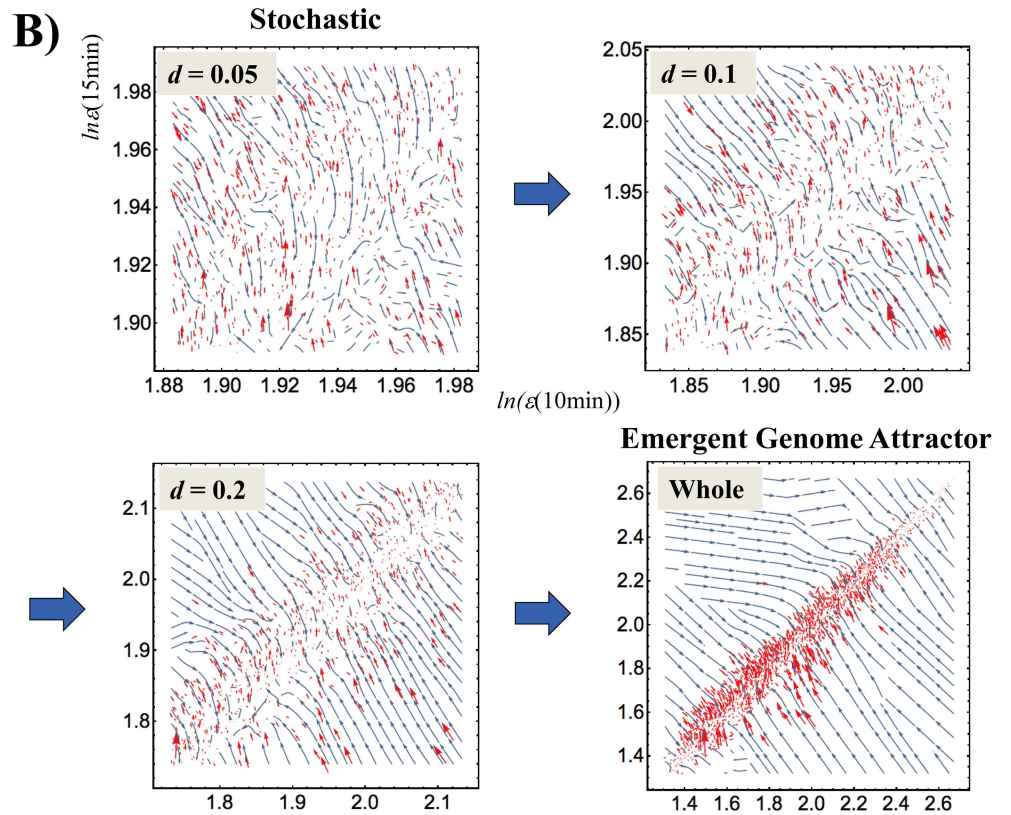 B)
Stochastic
lnε(15min)
d = 0.05
1.98
1.96
1.94
1.92
1.90
1.88 1.90 1.92 1.94 1.96 1.98
d = 0.1
2.05
2.00
1.95
1.90
1.85
1.85 1.90 1.95 2.00
ln(ε(10min))
d = 0.2
2.1
2.0
1.9
1.8
1.8 1.9 2.0 2.1
Emergent Genome Attractor
Whole
2.6
2.4
2.2
2.0
1.8
1.6
1.4
1.4 1.6 1.8 2.0 2.2 2.4 2.6